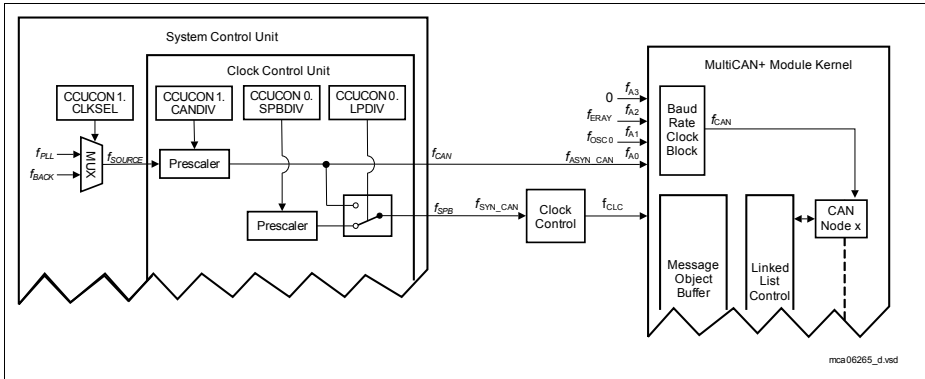 System Control Unit
Clock Control Unit
CCUCON 1.
CLKSEL
CCUCON 1.
CANDIV
CCUCON 0.
SPBDIV
CCUCON 0.
LPDIV
fPLL
fBACK
MUX
fSOURCE
Prescaler
Prescaler
fCAN
fSPB
fSYN_CAN
Clock
Control
fCLC
MultiCAN+ Module Kernel
0
fA3
fERAY
fA2
fOSC0
fA1
fASYN_CAN
fA0
Baud
Rate
Clock
Block
fCAN
CAN
Node x
Message
Object
Buffer
Linked
List
Control
mca06265_d.vsd